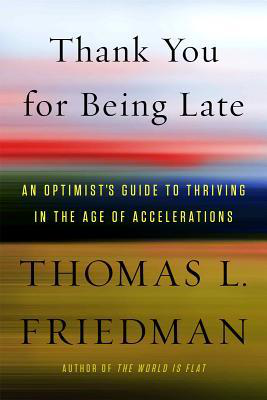 Thank You
for Being Late
AN OPTIMIST'S GUIDE TO THRIVING
IN THE AGE OF ACCELERATIONS
THOMAS L.
FRIEDMAN
AUTHOR OF THE WORLD IS FLAT